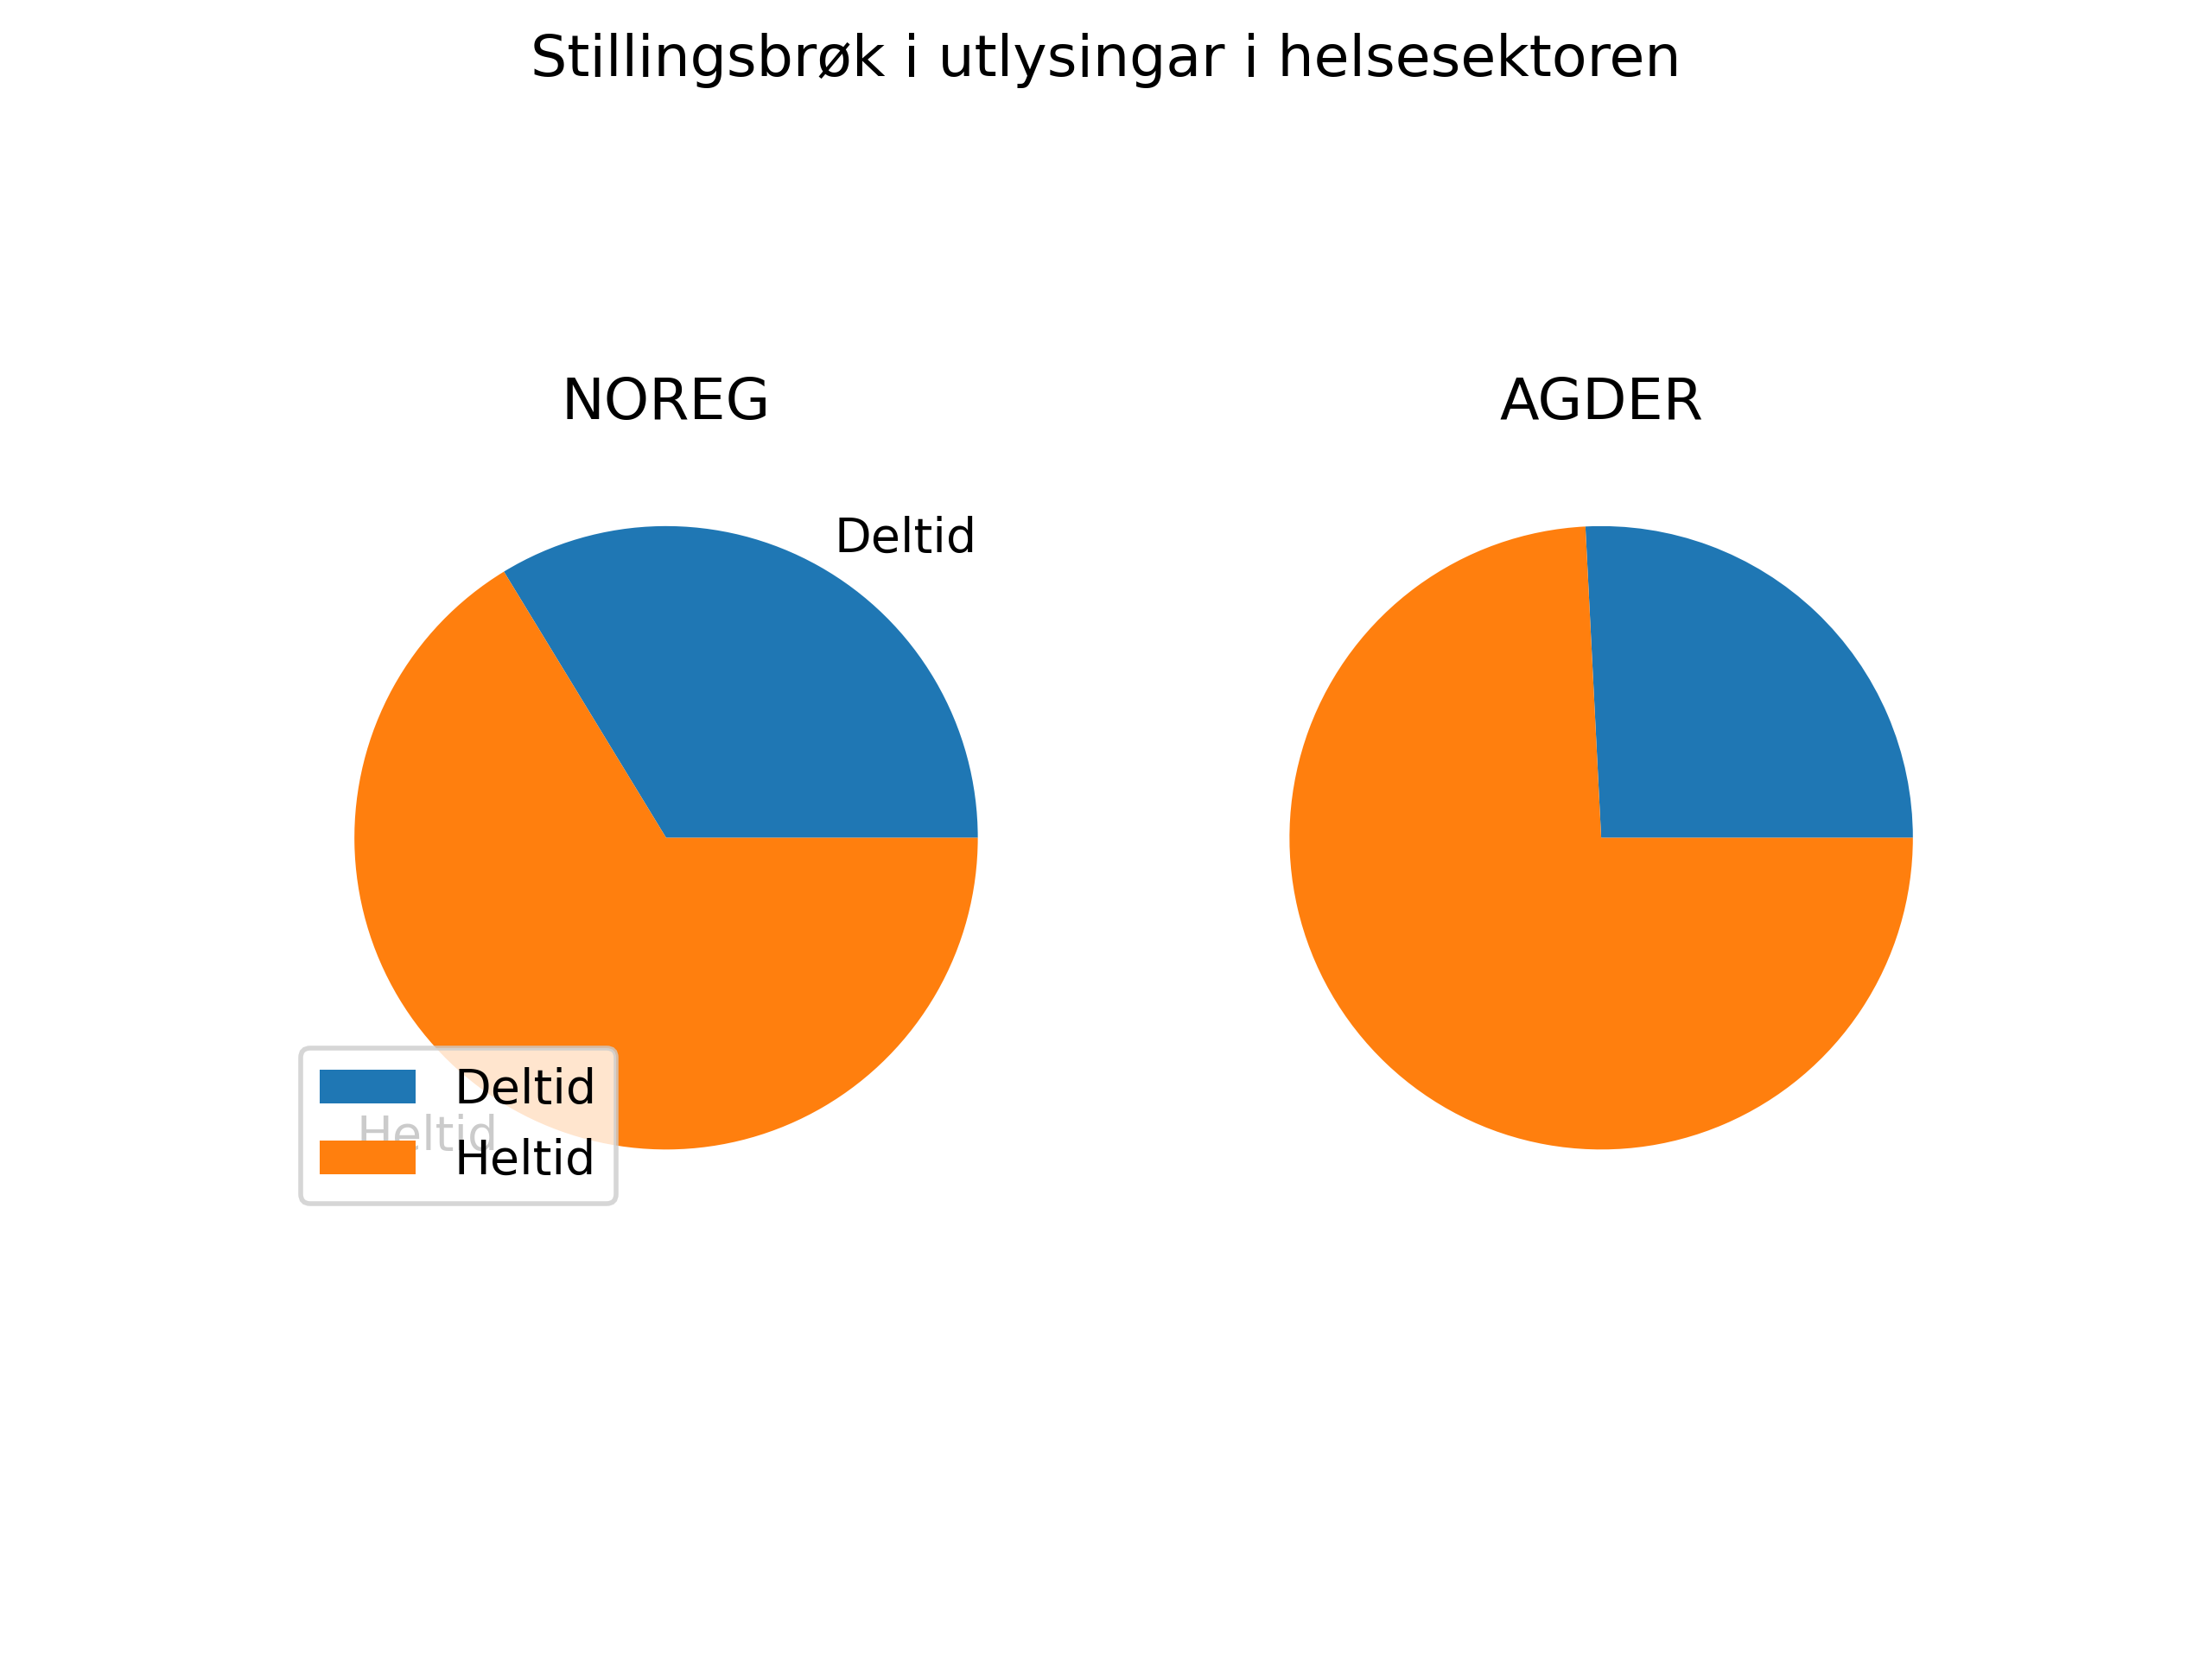 Stillingsbrøk i utlysingar i helsesektoren
NOREG
AGDER
Deltid
Deltid
Heltid
Heltid